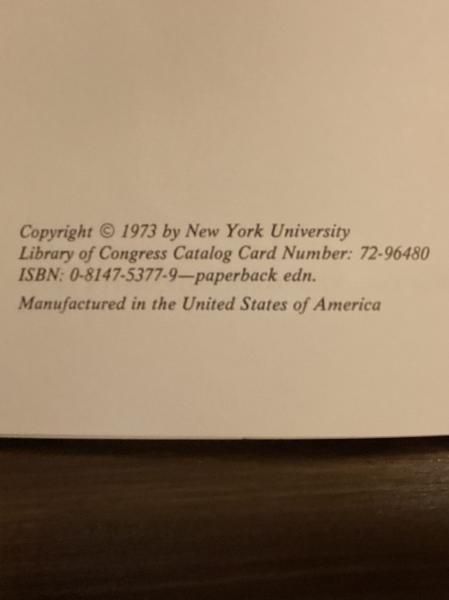 Copyright © 1973 by New York University
Library of Congress Catalog Card Number: 72-96480
ISBN: 0-8147-5377-9—paperback edn.
Manufactured in the United States of America